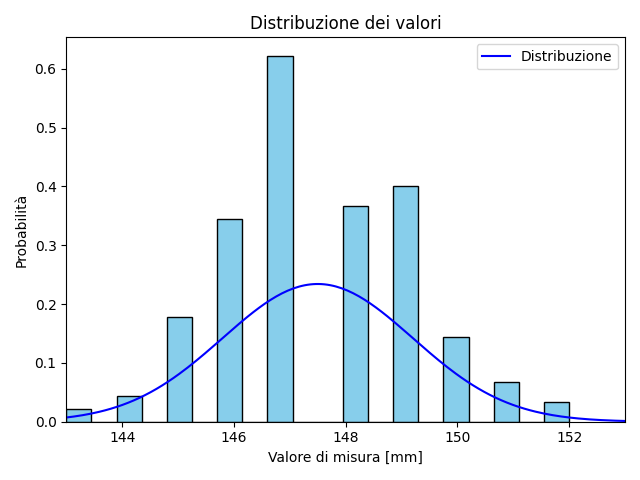 Distribuzione dei valori
Distribuzione
Probabilità
0.6
0.5
0.4
0.3
0.2
0.1
0.0
144 146 148 150 152
Valore di misura [mm]